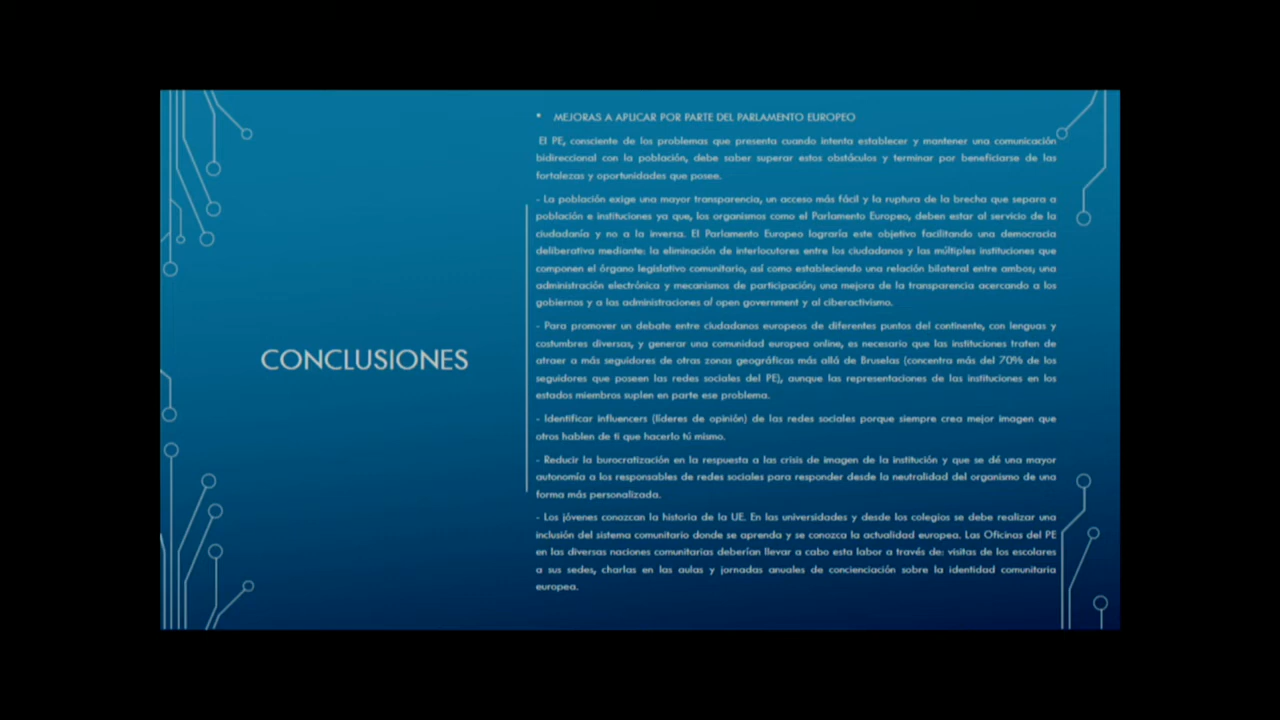 CONCLUSIONES
• MEJORAS A APLICAR POR PARTE DEL PARLAMENTO EUROPEO
El PE, consciente de los problemas que presenta cuando intenta establecer y mantener una comunicación
bidireccional con la población, debe saber superar estos obstáculos y terminar por beneficiarse de las
fortalezas y oportunidades que posee.
- La población exige una mayor transparencia, un acceso más fácil y la ruptura de la brecha que separa a
población e instituciones ya que, los organismos como el Parlamento Europeo, deben estar al servicio de la
ciudadanía y no a la inversa. El Parlamento Europeo lograría este objetivo facilitando una democracia
deliberativa mediante: la eliminación de interlocutores entre los ciudadanos y las múltiples instituciones que
componen el órgano legislativo comunitario, así como estableciendo una relación bilateral entre ambos; una
administración electrónica y mecanismos de participación; una mejora de la transparencia acercando a los
gobiernos y a las administraciones al open government y al ciberactivismo.
- Para promover un debate entre ciudadanos europeos de diferentes puntos del continente, con lenguas y
costumbres diversas, y generar una comunidad europea online, es necesario que las instituciones traten de
atraer a más seguidores de otras zonas geográficas más allá de Bruselas (concentra más del 70% de los
seguidores que poseen las redes sociales del PE), aunque las representaciones de las instituciones en los
estados miembros suplen en parte ese problema.
- Identificar influencers (líderes de opinión) de las redes sociales porque siempre crea mejor imagen que
otros hablen de ti que hacerlo tú mismo.
- Reducir la burocratización en la respuesta a las crisis de imagen de la institución y que se dé una mayor
autonomía a los responsables de redes sociales para responder desde la neutralidad del organismo de una
forma más personalizada.
- Los jóvenes conozcan la historia de la UE. En las universidades y desde los colegios se debe realizar una
inclusión del sistema comunitario donde se aprenda y se conozca la actualidad europea. Las Oficinas del PE
en las diversas naciones comunitarias deberían llevar a cabo esta labor a través de: visitas de los escolares
a sus sedes, charlas en las aulas y jornadas anuales de concienciación sobre la identidad comunitaria
europea.